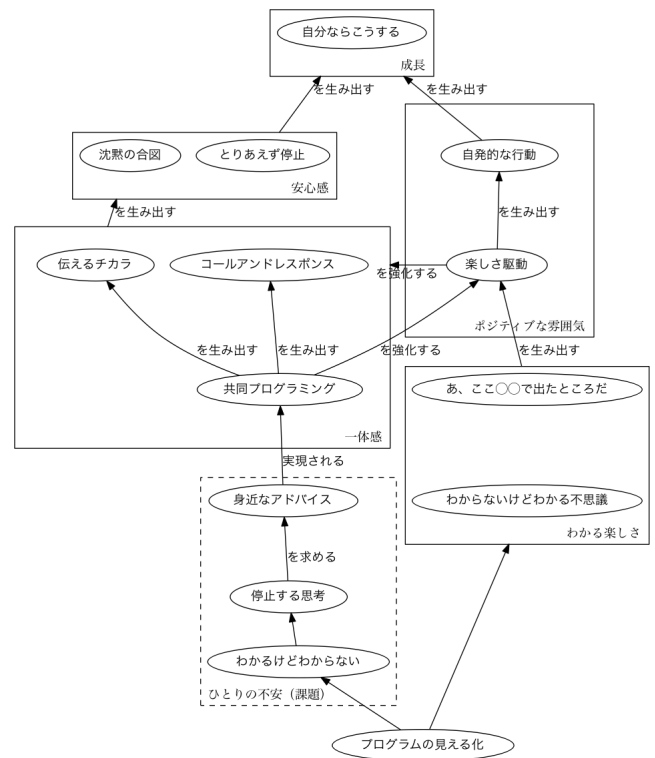 自分ならこうする
成長
を生み出す
を生み出す
沈黙の合図
とりあえず停止
安心感
自発的な行動
を生み出す
を生み出す
伝えるチカラ
コールアンドレスポンス
を強化する
楽しさ駆動
ポジティブな雰囲気
を生み出す
を生み出す
を強化する
を生み出す
共同プログラミング
一体感
あ、ここ◯◯で出たところだ
実現される
身近なアドバイス
わからないけどわかる不思議
わかる楽しさ
を求める
停止する思考
わかるけどわからない
ひとりの不安（課題）
プログラムの見える化